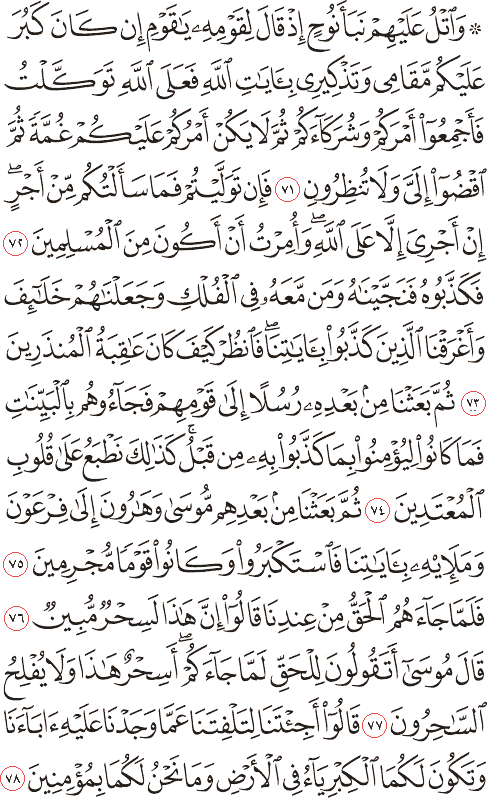 ۞ وَٱتۡلُ عَلَيۡهِمۡ نَبَأَ نُوحٍ إِذۡ قَالَ لِقَوۡمِهِۦ يَٰقَوۡمِ إِن كَانَ كَبُرَ
عَلَيۡكُم مَّقَامِي وَتَذۡكِيرِي بِـَٔايَٰتِ ٱللَّهِ فَعَلَى ٱللَّهِ تَوَكَّلۡتُ
فَأَجۡمِعُوٓاْ أَمۡرَكُمۡ وَشُرَكَآءَكُمۡ ثُمَّ لَا يَكُنۡ أَمۡرُكُمۡ عَلَيۡكُمۡ غُمَّةٗ ثُمَّ
ٱقۡضُوٓاْ إِلَيَّ وَلَا تُنظِرُونِ ٧١ فَإِن تَوَلَّيۡتُمۡ فَمَا سَأَلۡتُكُم مِّنۡ أَجۡرٍۖ
إِنۡ أَجۡرِيَ إِلَّا عَلَى ٱللَّهِۖ وَأُمِرۡتُ أَنۡ أَكُونَ مِنَ ٱلۡمُسۡلِمِينَ ٧٢
فَكَذَّبُوهُ فَنَجَّيۡنَٰهُ وَمَن مَّعَهُۥ فِي ٱلۡفُلۡكِ وَجَعَلۡنَٰهُمۡ خَلَٰٓئِفَ
وَأَغۡرَقۡنَا ٱلَّذِينَ كَذَّبُواْ بِـَٔايَٰتِنَاۖ فَٱنظُرۡ كَيۡفَ كَانَ عَٰقِبَةُ ٱلۡمُنذَرِينَ
٧٣ ثُمَّ بَعَثۡنَا مِنۢ بَعۡدِهِۦ رُسُلًا إِلَىٰ قَوۡمِهِمۡ فَجَآءُوهُم بِٱلۡبَيِّنَٰتِ
فَمَا كَانُواْ لِيُؤۡمِنُواْ بِمَا كَذَّبُواْ بِهِۦ مِن قَبۡلُۚ كَذَٰلِكَ نَطۡبَعُ عَلَىٰ قُلُوبِ
ٱلۡمُعۡتَدِينَ ٧٤ ثُمَّ بَعَثۡنَا مِنۢ بَعۡدِهِم مُّوسَىٰ وَهَٰرُونَ إِلَىٰ فِرۡعَوۡنَ
وَمَلَإِيْهِۦ بِـَٔايَٰتِنَا فَٱسۡتَكۡبَرُواْ وَكَانُواْ قَوۡمٗا مُّجۡرِمِينَ ٧٥
فَلَمَّا جَآءَهُمُ ٱلۡحَقُّ مِنۡ عِندِنَا قَالُوٓاْ إِنَّ هَٰذَا لَسِحۡرٞ مُّبِينٞ ٧٦
قَالَ مُوسَىٰٓ أَتَقُولُونَ لِلۡحَقِّ لَمَّا جَآءَكُمۡۖ أَسِحۡرٌ هَٰذَا وَلَا يُفۡلِحُ
ٱلسَّٰحِرُونَ ٧٧ قَالُوٓاْ أَجِئۡتَنَا لِتَلۡفِتَنَا عَمَّا وَجَدۡنَا عَلَيۡهِ ءَابَآءَنَا
وَتَكُونَ لَكُمَا ٱلۡكِبۡرِيَآءُ فِي ٱلۡأَرۡضِ وَمَا نَحۡنُ لَكُمَا بِمُؤۡمِنِينَ ٧٨